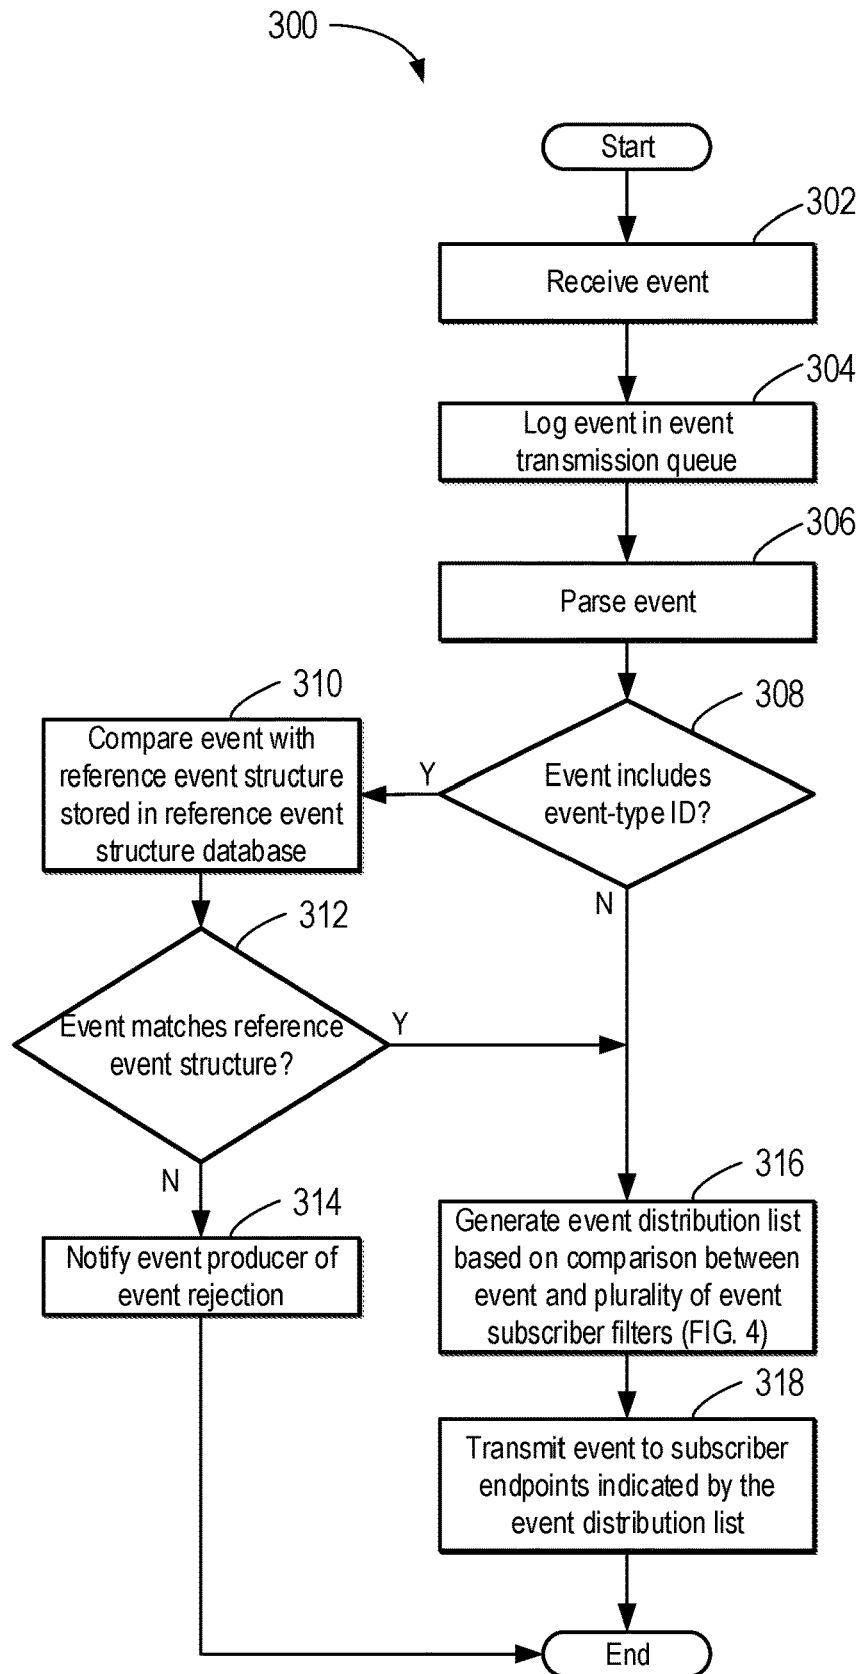 300
Start
302
Receive event
304
Log event in event
transmission queue
306
Parse event
308
Event includes
event-type ID?
Y
N
310
Compare event with
reference event structure
stored in reference event
structure database
312
Event matches reference
event structure?
Y
N
314
Notify event producer of
event rejection
316
Generate event distribution list
based on comparison between
event and plurality of event
subscriber filters (FIG. 4)
318
Transmit event to subscriber
endpoints indicated by the
event distribution list
End